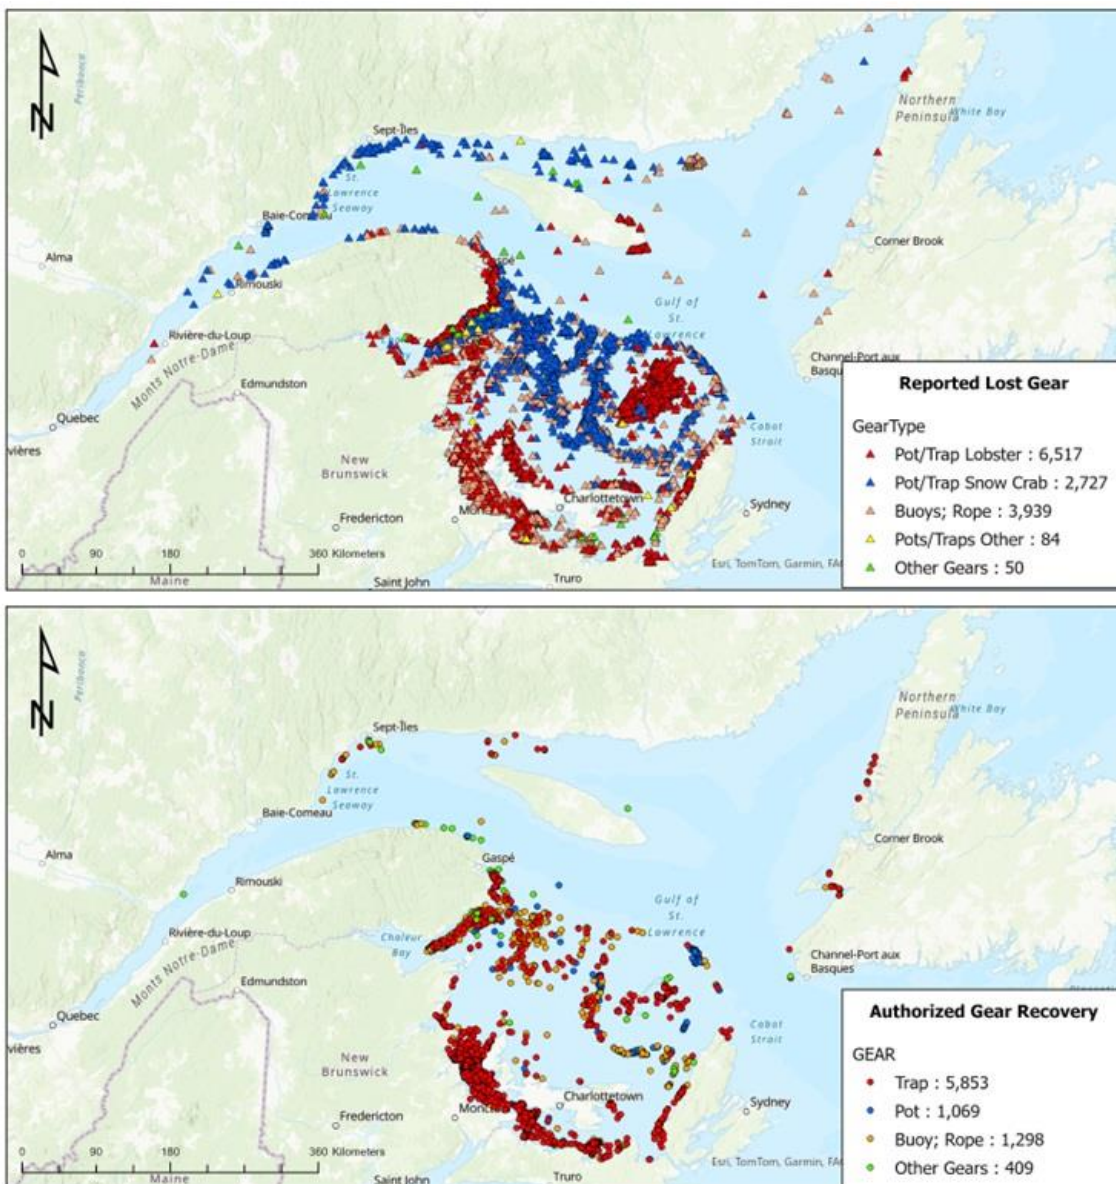 N
Peribonca
Sept-Îles
St.
Lawrence
Seaway
Baie-Comeau
Alma
Rimouski
Rivière-du-Loup
Monts Notre-Dame
Edmundston
Quebec
vières
New
Brunswick
Fredericton
Charlottetown
Sydney
Saint John
Truro
Maine
0 90 180 360 Kilometers
Gulf of
St.
Lawrence
Cabot
Strait
Northern
Peninsula
White Bay
Corner Brook
Channel-Port aux
Basques
Esri, TomTom, Garmin, FA
Reported Lost Gear
GearType
Pot/Trap Lobster : 6,517
Pot/Trap Snow Crab : 2,727
Buoys; Rope : 3,939
Pots/Traps Other : 84
Other Gears : 50
N
Peribonca
Sept-Îles
St.
Lawrence
Seaway
Baie-Comeau
Alma
Rimouski
Gaspé
Rivière-du-Loup
Chaleur
Bay
Monts Notre-Dame
Edmundston
Quebec
vières
New
Brunswick
Fredericton
Charlottetown
Sydney
Saint John
Truro
Maine
0 90 180 360 Kilometers
Gulf of
St.
Lawrence
Cabot
Strait
Northern
Peninsula
White Bay
Corner Brook
Channel-Port aux
Basques
Esri, TomTom, Garmin, FA
Authorized Gear Recovery
GEAR
Trap : 5,853
Pot : 1,069
Buoy; Rope : 1,298
Other Gears : 409